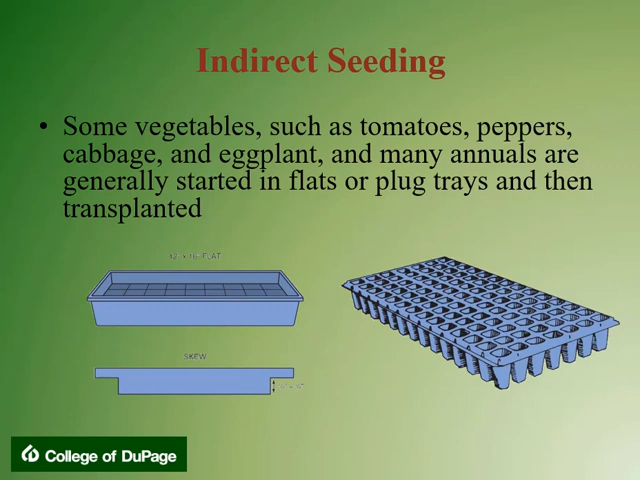 Indirect Seeding
• Some vegetables, such as tomatoes, peppers,
cabbage, and eggplant, and many annuals are
generally started in flats or plug trays and then
transplanted
FLAT
SKEW
College of DuPage